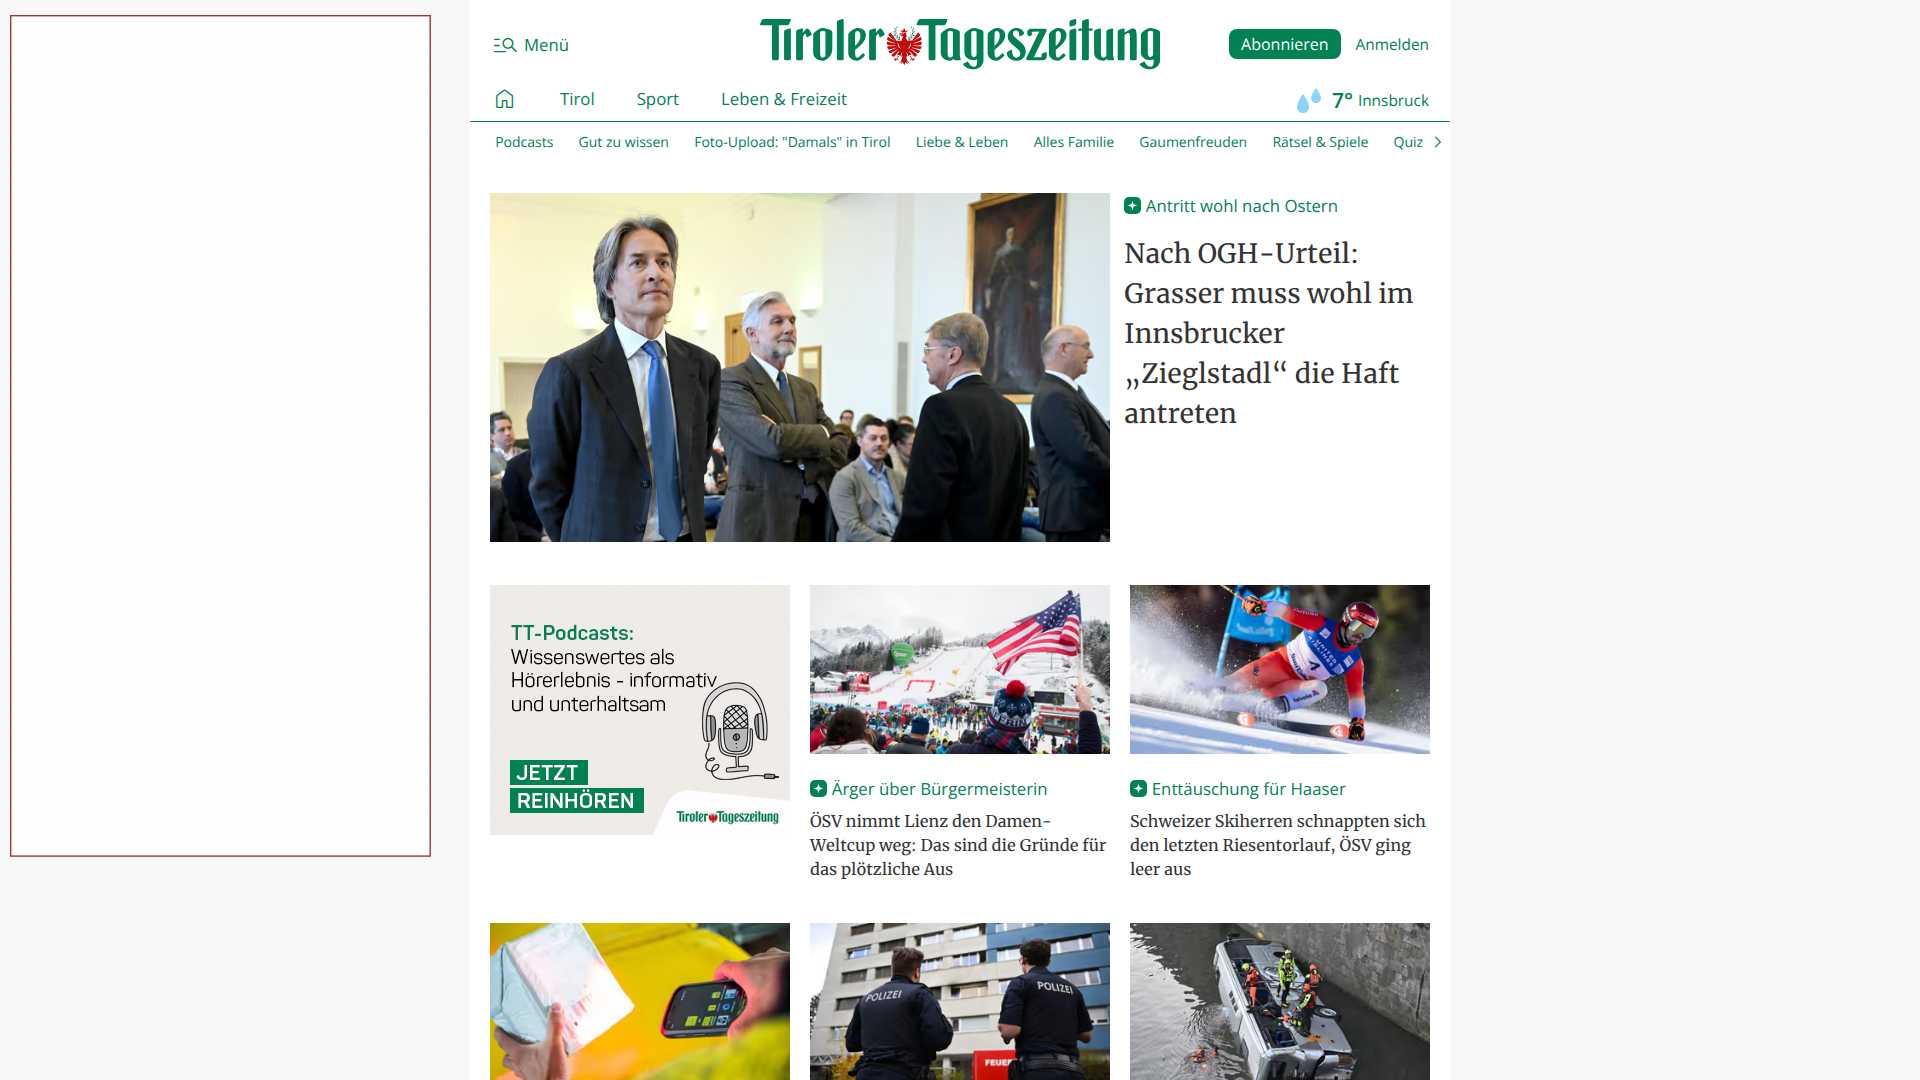 Menü
Tiroler Tageszeitung
Abonnieren
Anmelden
Tirol
Sport
Leben & Freizeit
7° Innsbruck
Podcasts
Gut zu wissen
Foto-Upload: "Damals" in Tirol
Liebe & Leben
Alles Familie
Gaumenfreuden
Rätsel & Spiele
Quiz
Antritt wohl nach Ostern
Nach OGH-Urteil:
Grasser muss wohl im
Innsbrucker
„Zieglstadl“ die Haft
antreten
TT-Podcasts:
Wissenswertes als
Hörerlebnis - informativ
und unterhaltsam
JETZT
REINHÖREN
Tiroler Tageszeitung
Ärger über Bürgermeisterin
ÖSV nimmt Lienz den Damen-
Weltcup weg: Das sind die Gründe für
das plötzliche Aus
Enttäuschung für Haaser
Schweizer Skiherren schnappten sich
den letzten Riesentorlauf, ÖSV ging
leer aus
POLIZEI
POLIZEI
FEUER